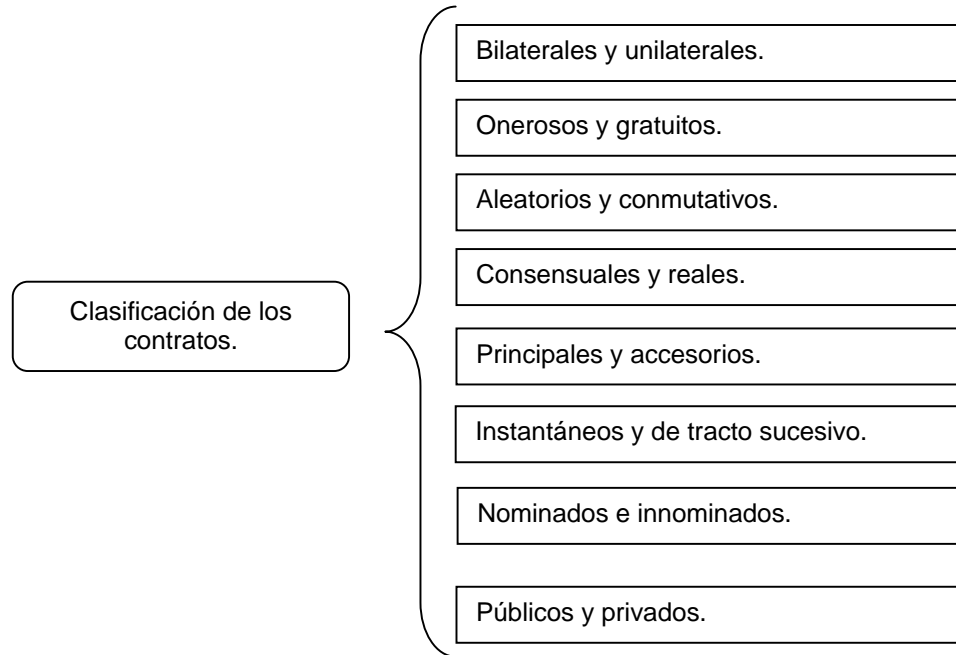 Clasificación de los
contratos.
Bilaterales y unilaterales.
Onerosos y gratuitos.
Aleatorios y conmutativos.
Consensuales y reales.
Principales y accesorios.
Instantáneos y de tracto sucesivo.
Nominados e innominados.
Públicos y privados.